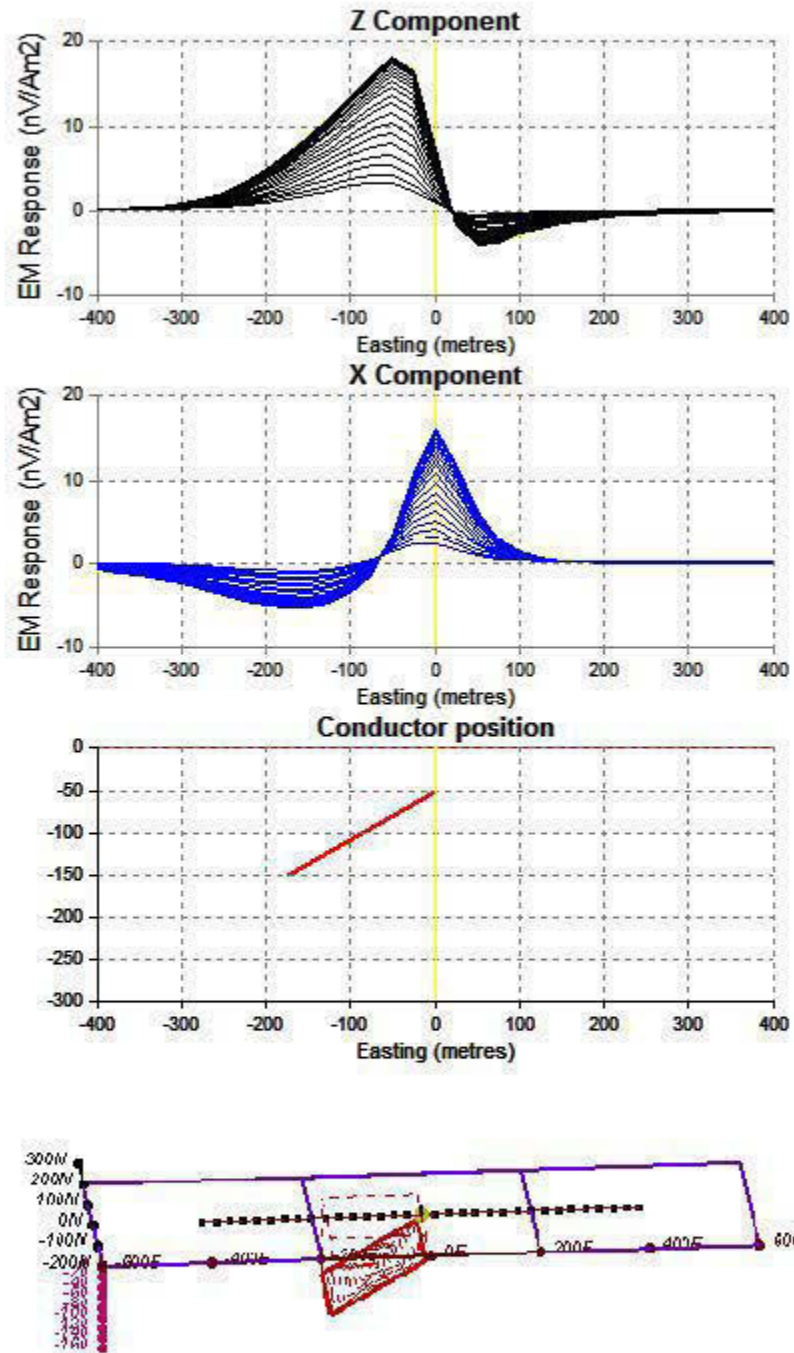 Z Component
20
10
0
-10
EM Response (nV/Am2)
-400 -300 -200 -100 0 100 200 300 400
Easting (metres)
X Component
20
10
0
-10
EM Response (nV/Am2)
-400 -300 -200 -100 0 100 200 300 400
Easting (metres)
Conductor position
0
-50
-100
-150
-200
-250
-300
-400 -300 -200 -100 0 100 200 300 400
Easting (metres)
300N
200N
100N
0N
-100N
-200N
0E 200E 400E